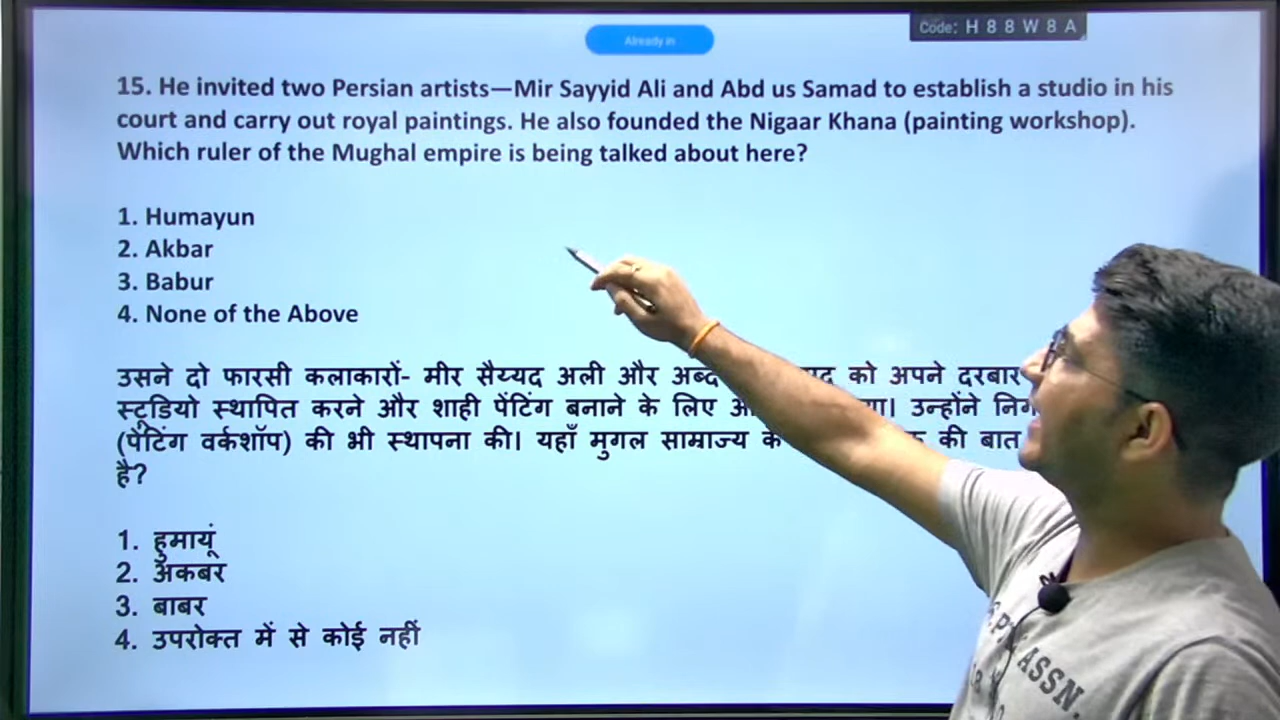 Already in
Code: H 8 8 W 8 A
15. He invited two Persian artists—Mir Sayyid Ali and Abd us Samad to establish a studio in his
court and carry out royal paintings. He also founded the Nigaar Khana (painting workshop).
Which ruler of the Mughal empire is being talked about here?
1. Humayun
2. Akbar
3. Babur
4. None of the Above
उसने दो फारसी कलाकारों- मीर सैय्यद अली और अब्द को अपने दरबार
स्टूडियो स्थापित करने और शाही पेंटिंग बनाने के लिए उन्होंने
(पेंटिंग वर्कशॉप) की भी स्थापना की। यहाँ मुगल साम्राज्य के की बात
है?
1. हुमायूं
2. अकबर
3. बाबर
4. उपरोक्त में से कोई नहीं
ASSN.